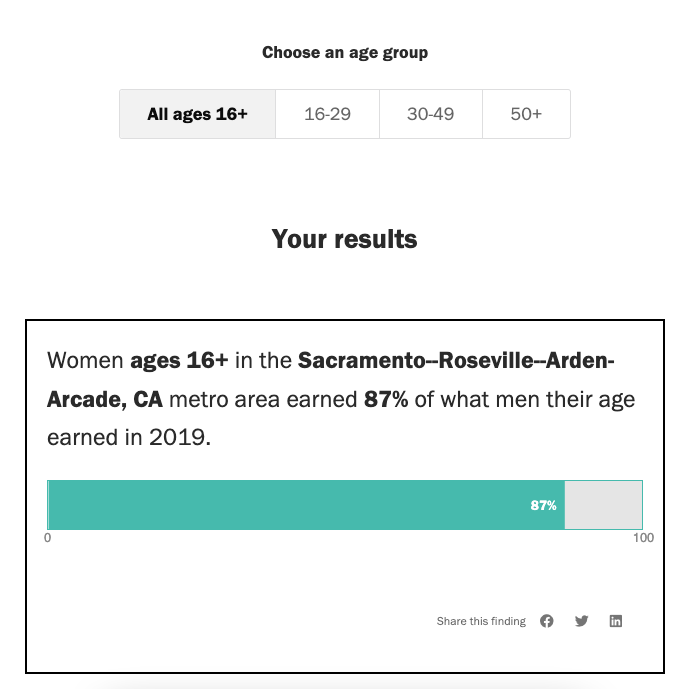 Choose an age group
All ages 16+ 16-29 30-49 50+
Your results
Women ages 16+ in the Sacramento--Roseville--Arden-
Arcade, CA metro area earned 87% of what men their age
earned in 2019.
87%
0 100
Share this finding